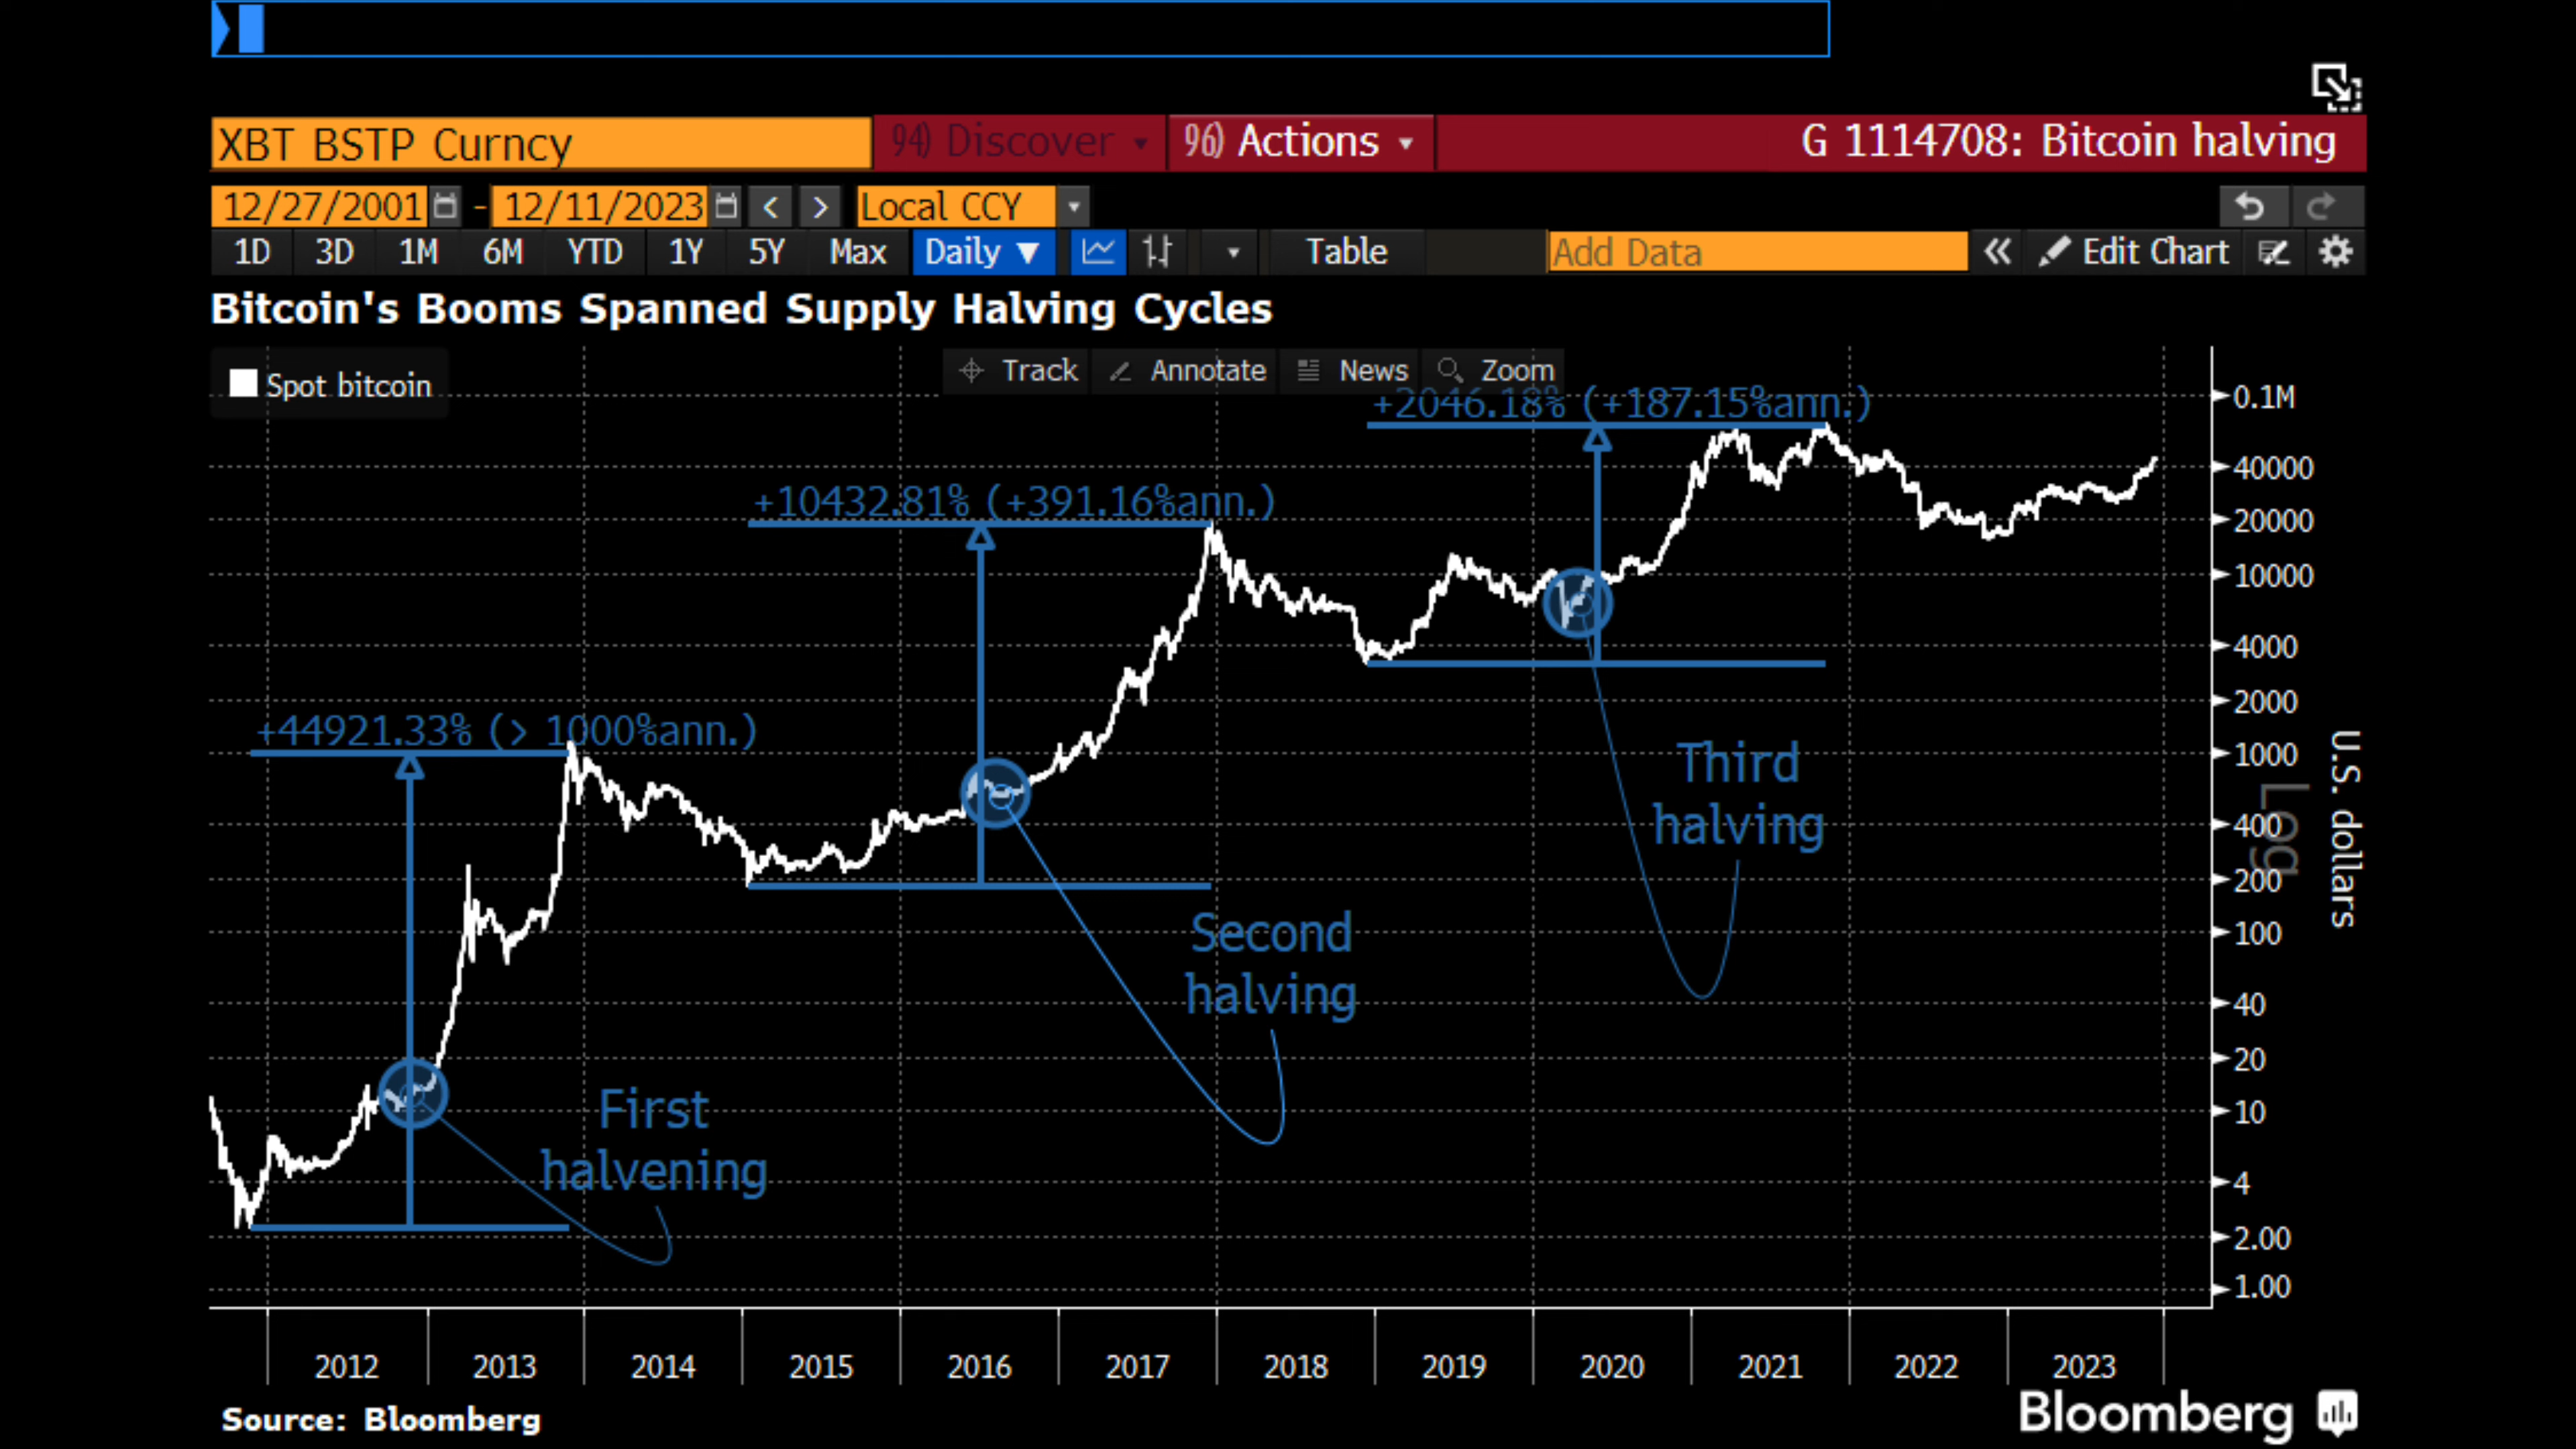 XBT BSTP Curncy 94) Discover 96) Actions G 1114708: Bitcoin halving
12/27/2001 - 12/11/2023 < > Local CCY
1D 3D 1M 6M YTD 1Y 5Y Max Daily ▼ Table Add Data « Edit Chart
Bitcoin's Booms Spanned Supply Halving Cycles
Track Annotate News Zoom
Spot bitcoin
+2046.18% (+187.15%ann.)
+10432.81% (+391.16%ann.)
+44921.33% (> 1000%ann.)
Third
halving
Second
halving
First
halvening
0.1M
40000
20000
10000
4000
2000
1000
400
200
100
40
20
10
4
2.00
1.00
U.S. dollars
Log
2012 2013 2014 2015 2016 2017 2018 2019 2020 2021 2022 2023
Source: Bloomberg
Bloomberg